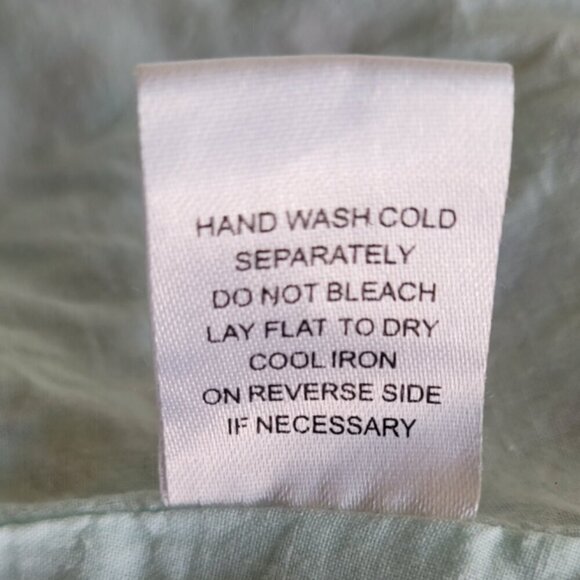 HAND WASH COLD
SEPARATELY
DO NOT BLEACH
LAY FLAT TO DRY
COOL IRON
ON REVERSE SIDE
IF NECESSARY